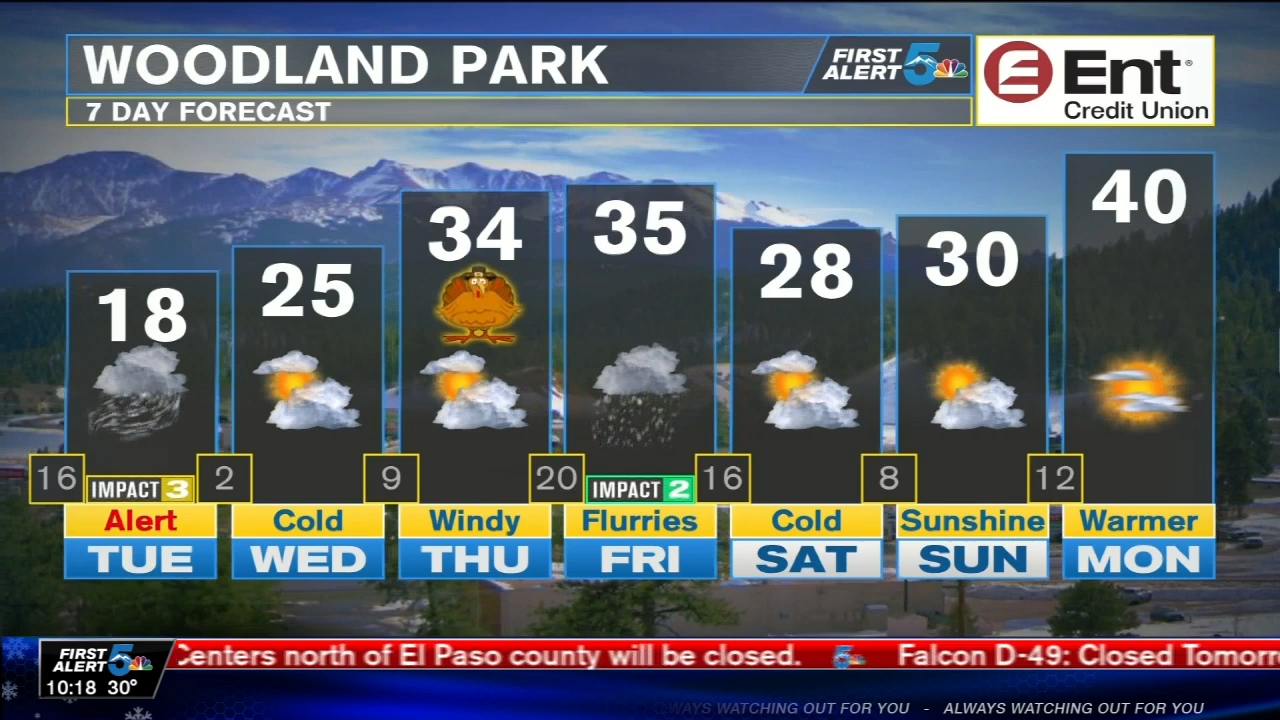 WOODLAND PARK
FIRST ALERT 5
Ent®
Credit Union
7 DAY FORECAST
18 25 34 35 28 30 40
16 2 9 20 16 8 12
IMPACT 3 IMPACT 2
Alert Cold Windy Flurries Cold Sunshine Warmer
TUE WED THU FRI SAT SUN MON
FIRST ALERT 5
10:18 30°
Centers north of El Paso county will be closed. 5 Falcon D-49: Closed Tomorr
WAYS WATCHING OUT FOR YOU - ALWAYS WATCHING OUT FOR YOU